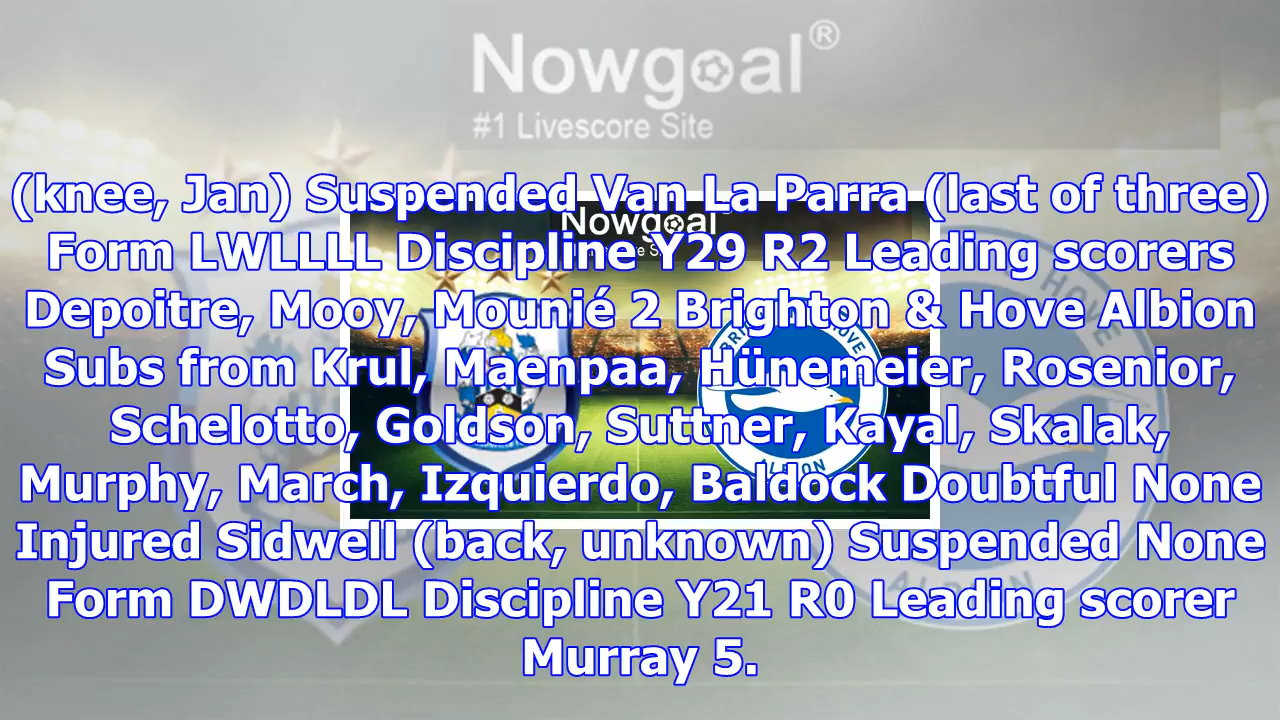 Nowgoal®
#1 Livescore Site
(knee, Jan) Suspended Van La Parra (last of three)
Nowgoal
Form LWLLLL Discipline Y29 R2 Leading scorers
Depoitre, Mooy, Mounié 2 Brighton & Hove Albion
Subs from Krul, Maenpaa, Hünemeier, Rosenior,
Schelotto, Goldson, Suttner, Kayal, Skalak,
ALBION
Murphy, March, Izquierdo, Baldock Doubtful None
Injured Sidwell (back, unknown) Suspended None
Form DWDLDL Discipline Y21 R0 Leading scorer
Murray 5.